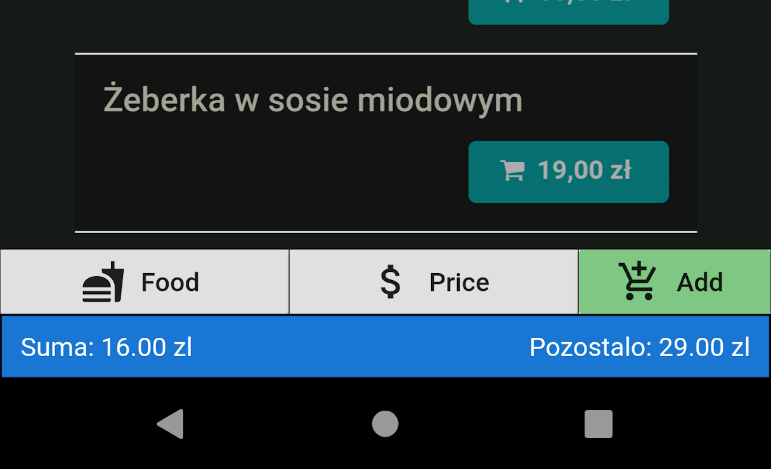 Żeberka w sosie miodowym
19,00 zł
Food
Price
Add
Suma: 16.00 zl
Pozostalo: 29.00 zl